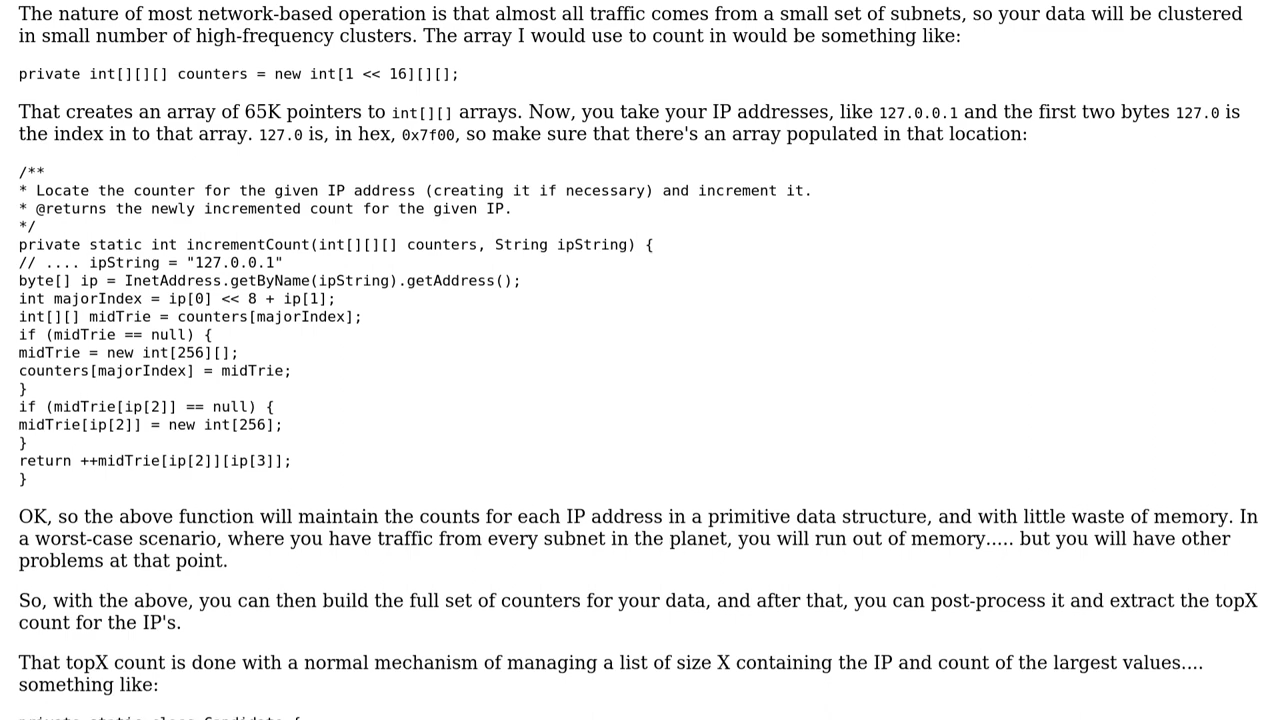 The nature of most network-based operation is that almost all traffic comes from a small set of subnets, so your data will be clustered
in small number of high-frequency clusters. The array I would use to count in would be something like:
private int[][][] counters = new int[1 << 16][][];
That creates an array of 65K pointers to int[][] arrays. Now, you take your IP addresses, like 127.0.0.1 and the first two bytes 127.0 is
the index in to that array. 127.0 is, in hex, 0x7f00, so make sure that there's an array populated in that location:
/**
* Locate the counter for the given IP address (creating it if necessary) and increment it.
* @returns the newly incremented count for the given IP.
*/
private static int incrementCount(int[][][] counters, String ipString) {
// .... ipString = "127.0.0.1"
byte[] ip = InetAddress.getByName(ipString).getAddress();
int majorIndex = ip[0] << 8 + ip[1];
int[][] midTrie = counters[majorIndex];
if (midTrie == null) {
midTrie = new int[256][];
counters[majorIndex] = midTrie;
}
if (midTrie[ip[2]] == null) {
midTrie[ip[2]] = new int[256];
}
return ++midTrie[ip[2]][ip[3]];
}
OK, so the above function will maintain the counts for each IP address in a primitive data structure, and with little waste of memory. In
a worst-case scenario, where you have traffic from every subnet in the planet, you will run out of memory..... but you will have other
problems at that point.
So, with the above, you can then build the full set of counters for your data, and after that, you can post-process it and extract the topX
count for the IP's.
That topX count is done with a normal mechanism of managing a list of size X containing the IP and count of the largest values....
something like: